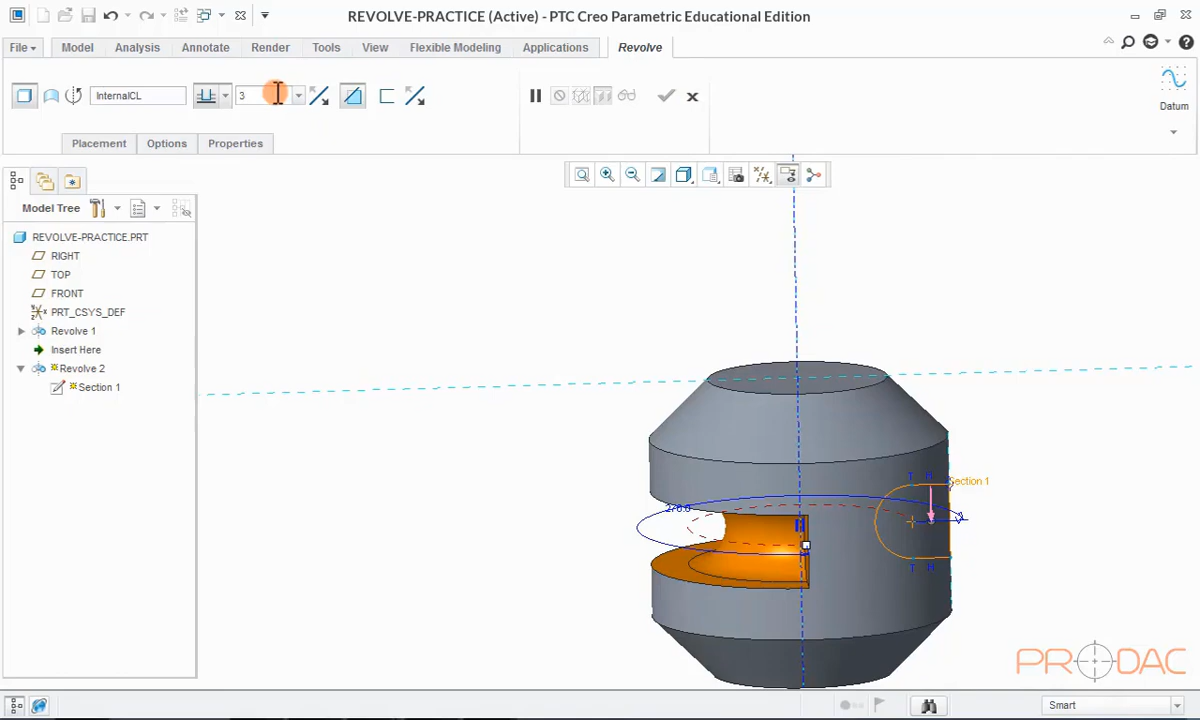 REVOLVE-PRACTICE (Active) - PTC Creo Parametric Educational Edition
File Model Analysis Annotate Render Tools View Flexible Modeling Applications Revolve
InternalCL 3
Datum
Placement Options Properties
Model Tree
REVOLVE-PRACTICE.PRT
RIGHT
TOP
FRONT
PRT_CSYS_DEF
Revolve 1
Insert Here
Revolve 2
Section 1
T H Section 1
H
T H
PRODAC
Smart